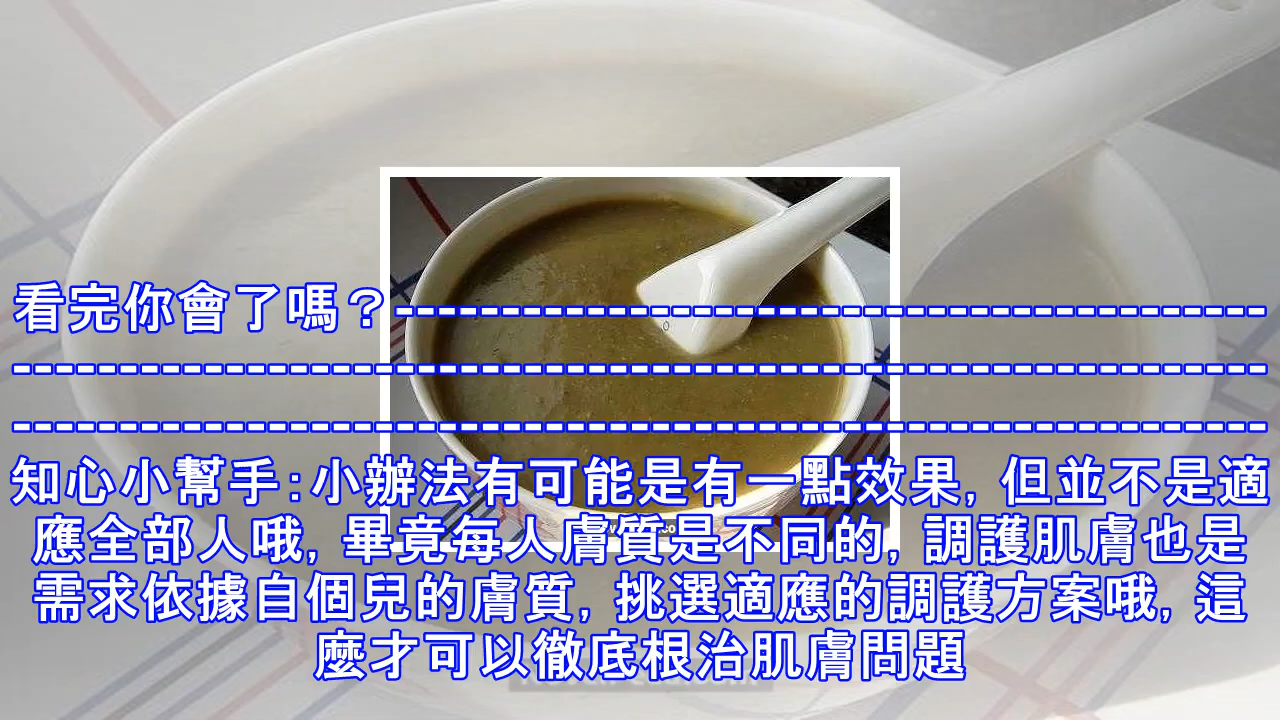 看完你會了嗎？-----------------------------------------
-----------------------------------------------------------
-----------------------------------------------------------
知心小幫手:小辦法有可能是有一點效果, 但並不是適
應全部人哦, 畢竟每人膚質是不同的, 調護肌膚也是
需求依據自個兒的膚質, 挑選適應的調護方案哦, 這
麼才可以徹底根治肌膚問題